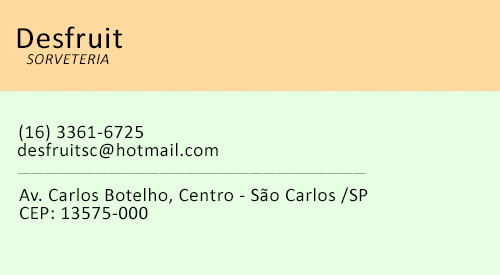 Desfruit
SORVETERIA
(16) 3361-6725
desfruitsc@hotmail.com
Av. Carlos Botelho, Centro - São Carlos /SP
CEP: 13575-000